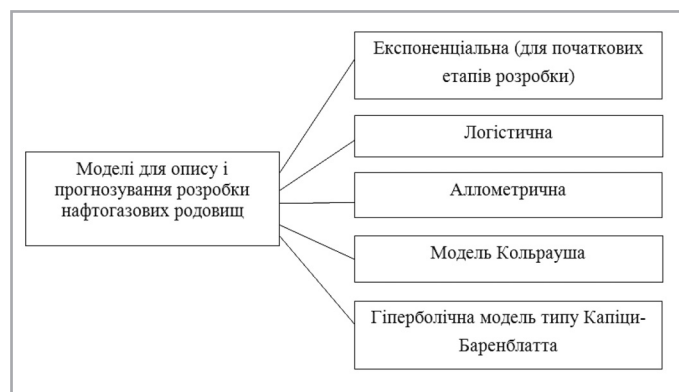 Моделі для опису і
прогнозування розробки
нафтогазових родовищ
Експоненціальна (для початкових
етапів розробки)
Логістична
Аллометрична
Модель Кольрауша
Гіперболічна модель типу Капіци-
Баренблатта